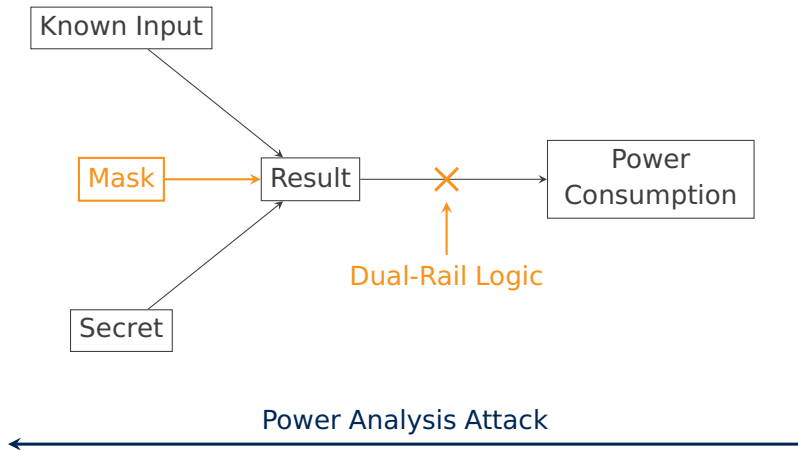 Known Input
Mask
Result
Power
Consumption
Dual-Rail Logic
Secret
Power Analysis Attack